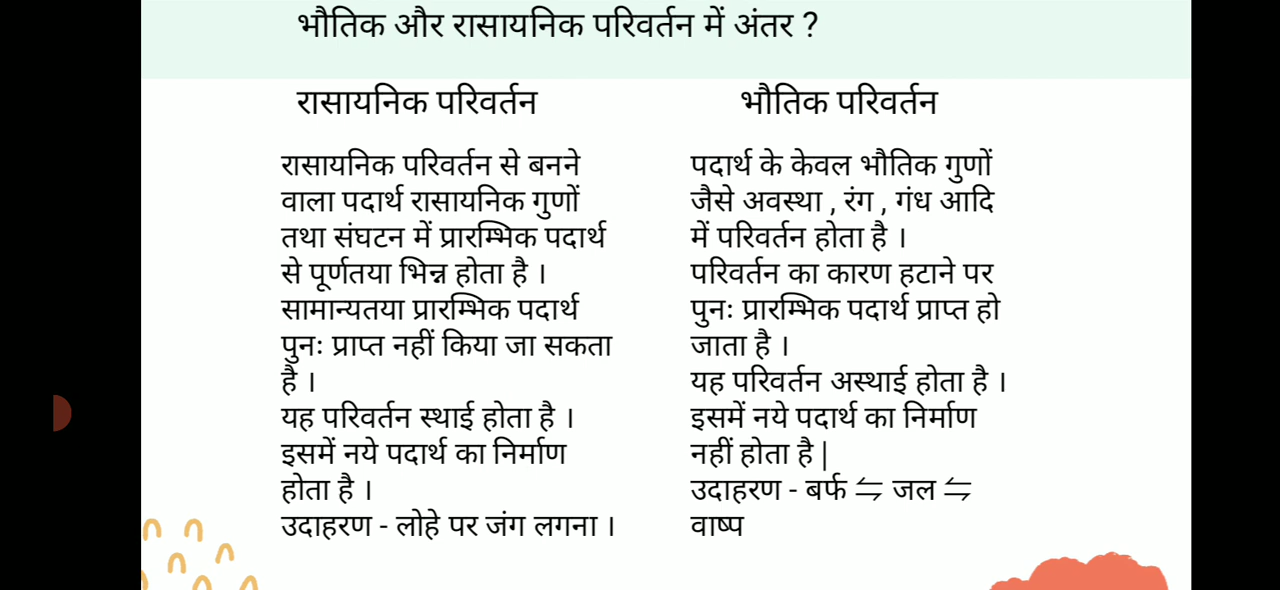 भौतिक और रासायनिक परिवर्तन में अंतर ?
रासायनिक परिवर्तन
रासायनिक परिवर्तन से बनने
वाला पदार्थ रासायनिक गुणों
तथा संघटन में प्रारम्भिक पदार्थ
से पूर्णतया भिन्न होता है ।
सामान्यतया प्रारम्भिक पदार्थ
पुनः प्राप्त नहीं किया जा सकता
है ।
यह परिवर्तन स्थाई होता है ।
इसमें नये पदार्थ का निर्माण
होता है ।
उदाहरण - लोहे पर जंग लगना ।
भौतिक परिवर्तन
पदार्थ के केवल भौतिक गुणों
जैसे अवस्था , रंग , गंध आदि
में परिवर्तन होता है ।
परिवर्तन का कारण हटाने पर
पुनः प्रारम्भिक पदार्थ प्राप्त हो
जाता है ।
यह परिवर्तन अस्थाई होता है ।
इसमें नये पदार्थ का निर्माण
नहीं होता है |
उदाहरण - बर्फ ⇋ जल ⇋
वाष्प